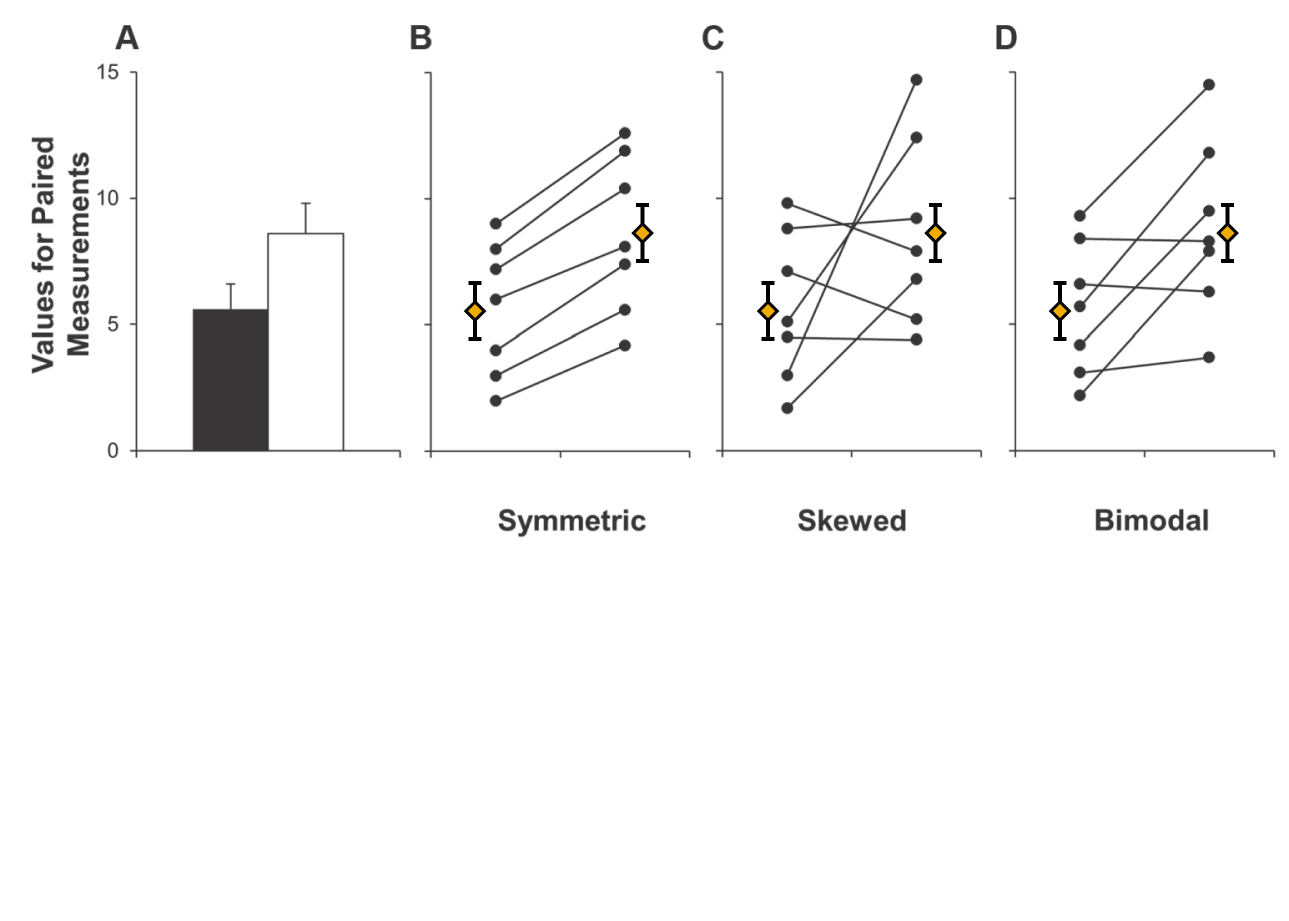 A
B
C
D
Values for Paired
Measurements
15
10
5
0
Symmetric
Skewed
Bimodal